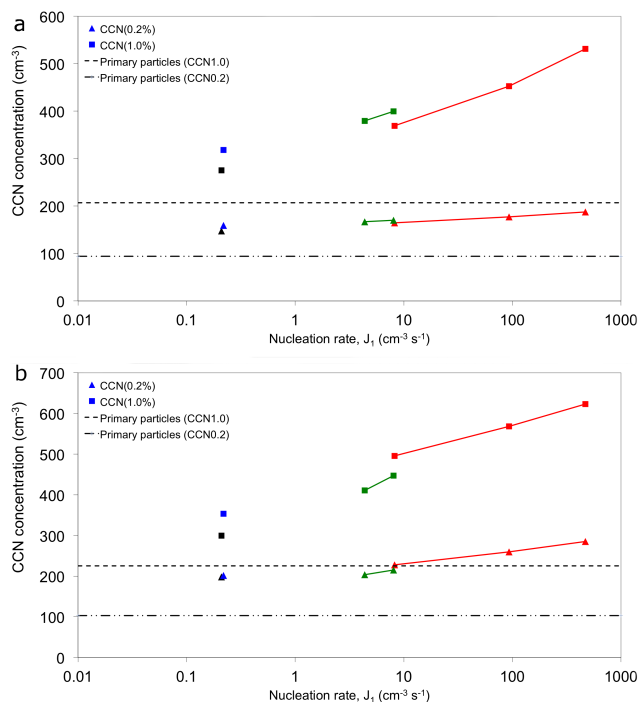 a
600
500
400
300
200
100
0
CCN concentration (cm-3)
CCN(0.2%)
CCN(1.0%)
Primary particles (CCN1.0)
Primary particles (CCN0.2)
0.01 0.1 1 10 100 1000
Nucleation rate, J1 (cm-3 s-1)
b
700
600
500
400
300
200
100
0
CCN concentration (cm-3)
CCN(0.2%)
CCN(1.0%)
Primary particles (CCN1.0)
Primary particles (CCN0.2)
0.01 0.1 1 10 100 1000
Nucleation rate, J1 (cm-3 s-1)